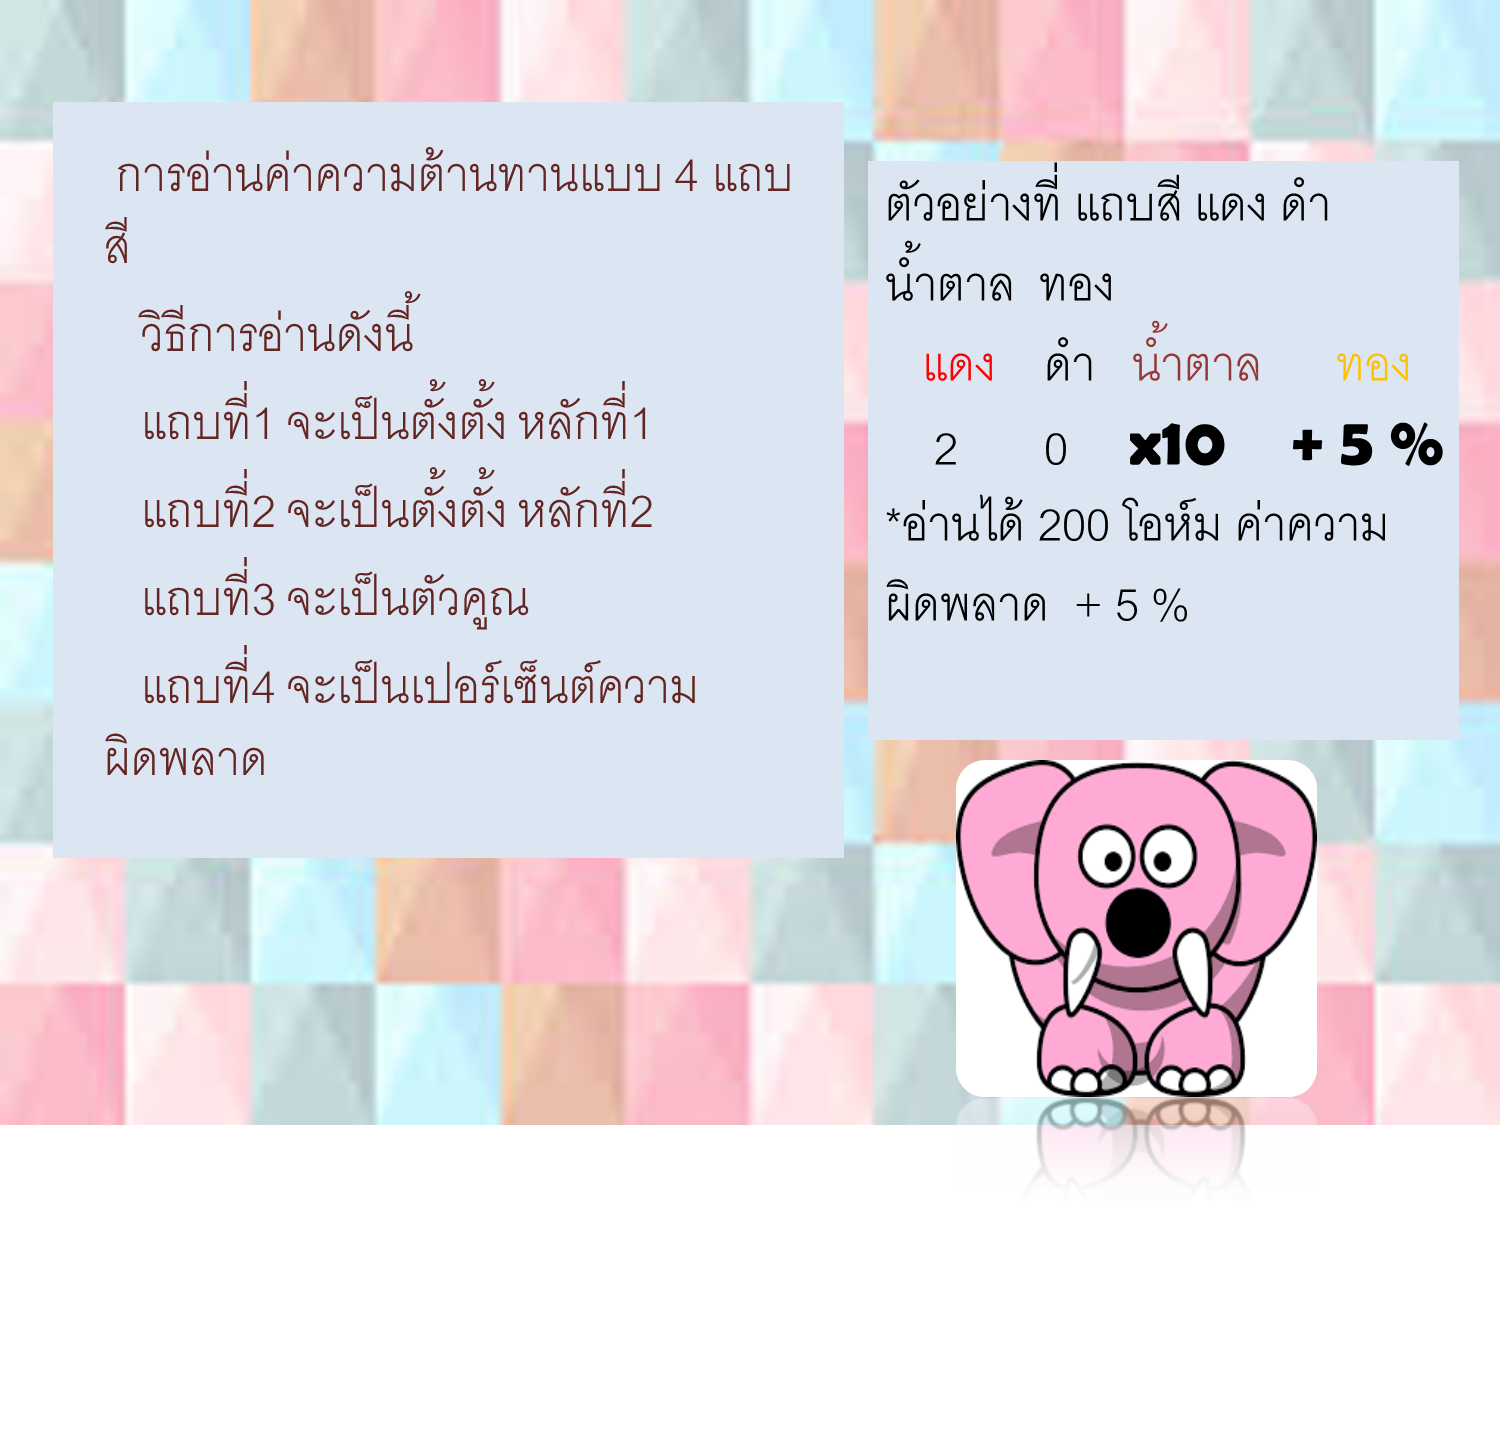 การอ่านค่าความต้านทานแบบ 4 แถบ
สี
วิธีการอ่านดังนี้
แถบที่1 จะเป็นตั้งตั้ง หลักที่1
แถบที่2 จะเป็นตั้งตั้ง หลักที่2
แถบที่3 จะเป็นตัวคูณ
แถบที่4 จะเป็นเปอร์เซ็นต์ความ
ผิดพลาด
ตัวอย่างที่ แถบสี แดง ดำ
น้ำตาล ทอง
แดง ดำ น้ำตาล ทอง
2 0 x10 + 5 %
*อ่านได้ 200 โอห์ม ค่าความ
ผิดพลาด + 5 %